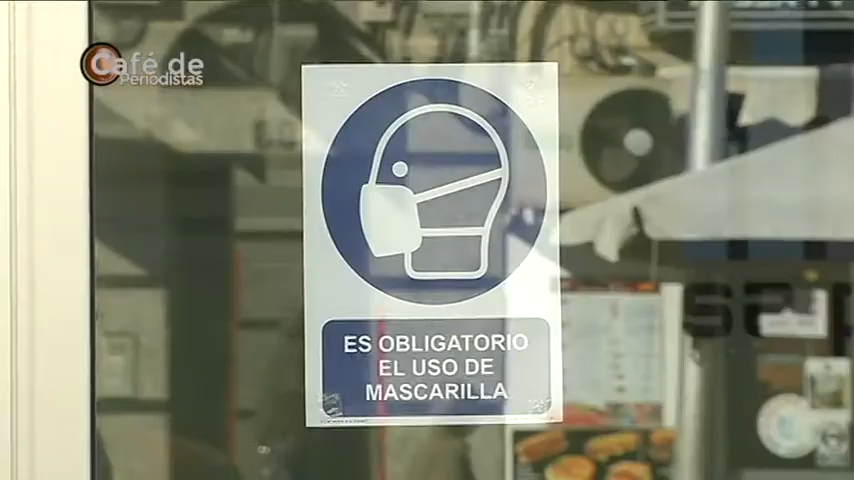 Café de
Periodistas
ES OBLIGATORIO
EL USO DE
MASCARILLA